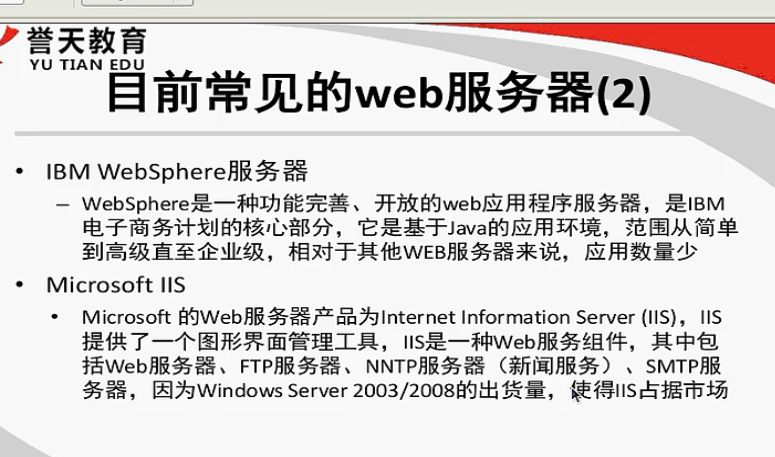 誉天教育
YU TIAN EDU
目前常见的web服务器(2)
• IBM WebSphere服务器
– WebSphere是一种功能完善、开放的web应用程序服务器，是IBM
电子商务计划的核心部分，它是基于Java的应用环境，范围从简单
到高级直至企业级，相对于其他WEB服务器来说，应用数量少
• Microsoft IIS
• Microsoft 的Web服务器产品为Internet Information Server (IIS)，IIS
提供了一个图形界面管理工具，IIS是一种Web服务组件，其中包
括Web服务器、FTP服务器、NNTP服务器（新闻服务）、SMTP服
务器，因为Windows Server 2003/2008的出货量，使得IIS占据市场